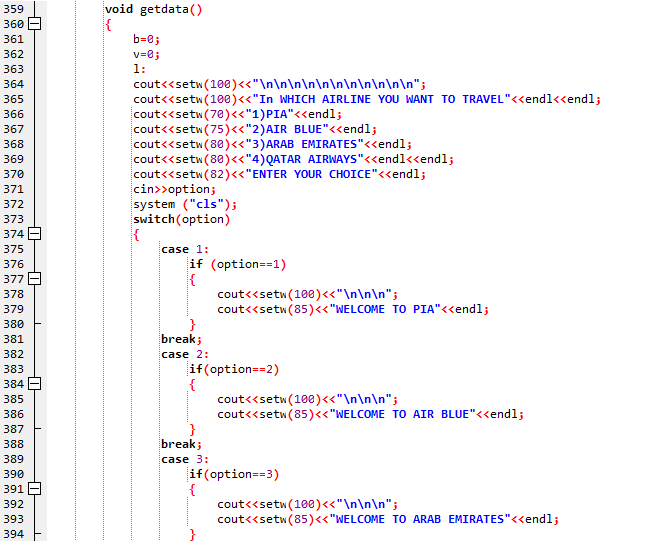 359 void getdata()
360 {
361 b=0;
362 v=0;
363 l:
364 cout<<setw(100)<<"\n\n\n\n\n\n\n\n\n\n\n";
365 cout<<setw(100)<<"In WHICH AIRLINE YOU WANT TO TRAVEL"<<endl<<endl;
366 cout<<setw(70)<<"1)PIA"<<endl;
367 cout<<setw(75)<<"2)AIR BLUE"<<endl;
368 cout<<setw(80)<<"3)ARAB EMIRATES"<<endl;
369 cout<<setw(80)<<"4)QATAR AIRWAYS"<<endl<<endl;
370 cout<<setw(82)<<"ENTER YOUR CHOICE"<<endl;
371 cin>>option;
372 system ("cls");
373 switch(option)
374 {
375 case 1:
376 if (option==1)
377 {
378 cout<<setw(100)<<"\n\n\n";
379 cout<<setw(85)<<"WELCOME TO PIA"<<endl;
380 }
381 break;
382 case 2:
383 if(option==2)
384 {
385 cout<<setw(100)<<"\n\n\n";
386 cout<<setw(85)<<"WELCOME TO AIR BLUE"<<endl;
387 }
388 break;
389 case 3:
390 if(option==3)
391 {
392 cout<<setw(100)<<"\n\n\n";
393 cout<<setw(85)<<"WELCOME TO ARAB EMIRATES"<<endl;
394 }